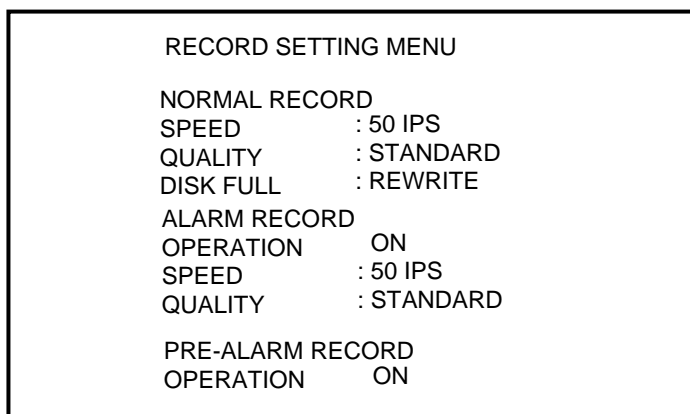 RECORD SETTING MENU
NORMAL RECORD
SPEED : 50 IPS
QUALITY : STANDARD
DISK FULL : REWRITE
ALARM RECORD
OPERATION ON
SPEED : 50 IPS
QUALITY : STANDARD
PRE-ALARM RECORD
OPERATION ON